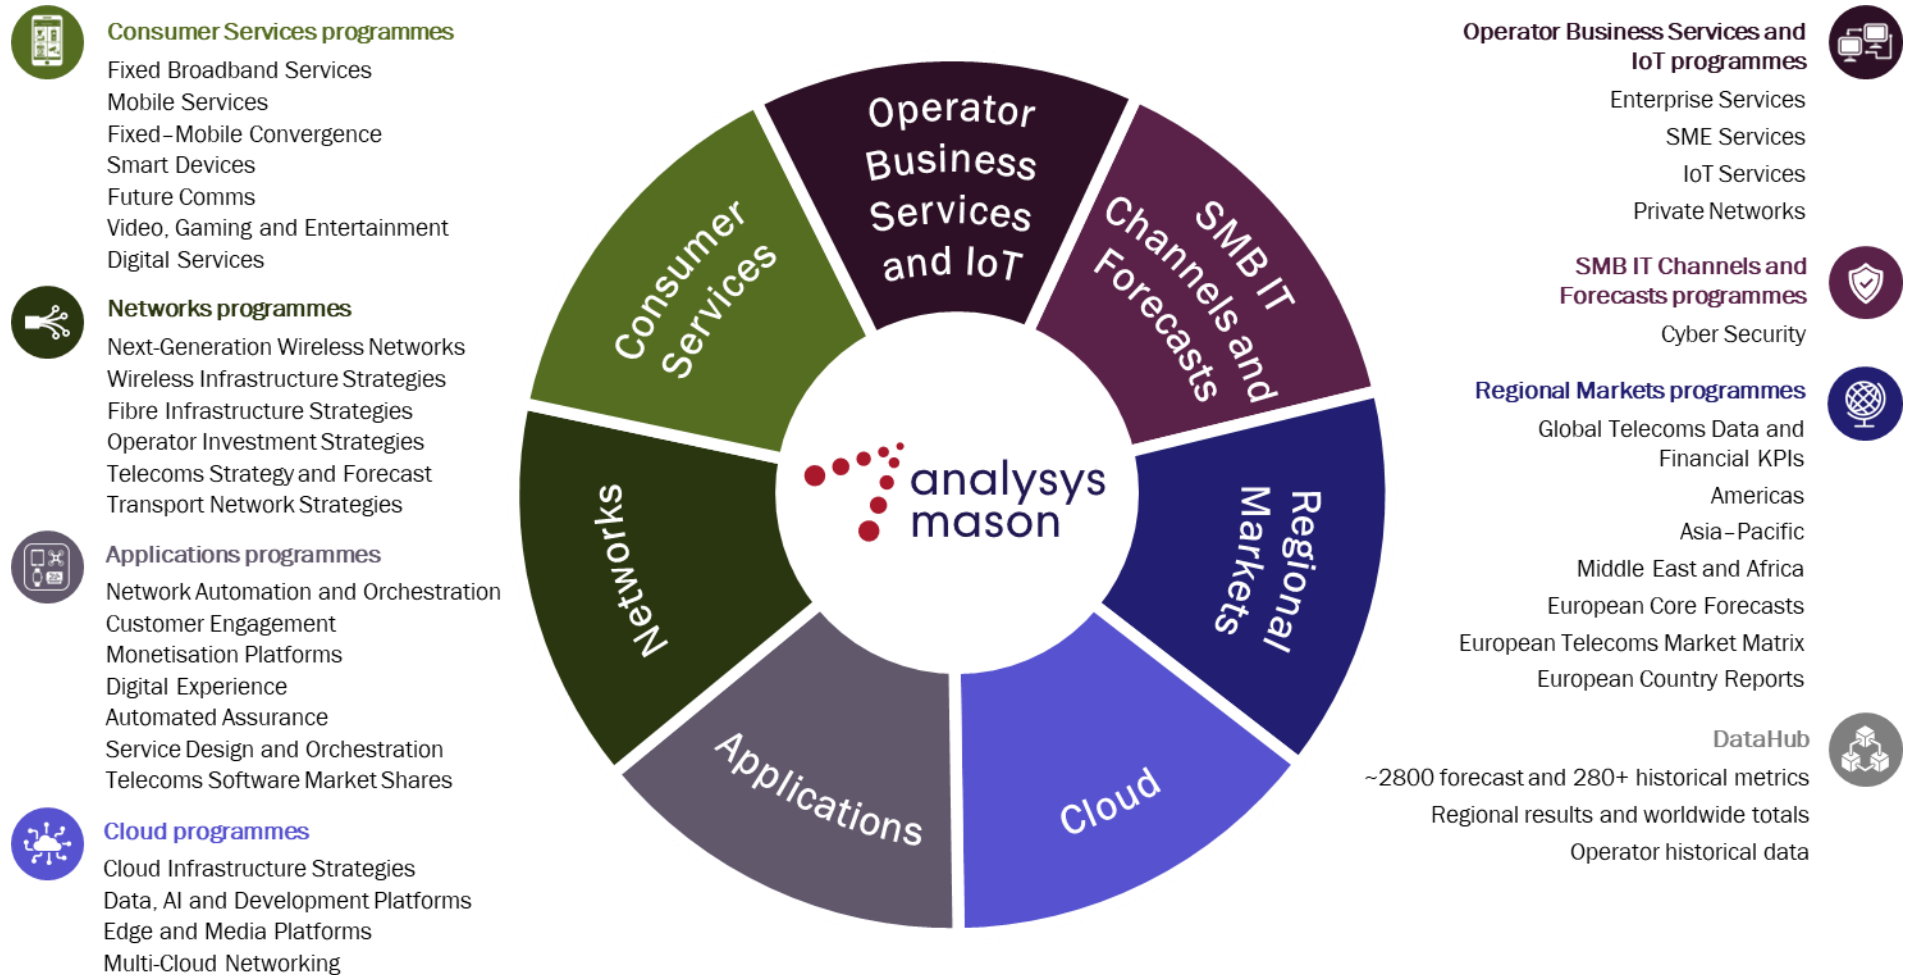 Consumer Services programmes
Fixed Broadband Services
Mobile Services
Fixed–Mobile Convergence
Smart Devices
Future Comms
Video, Gaming and Entertainment
Digital Services
Networks programmes
Next-Generation Wireless Networks
Wireless Infrastructure Strategies
Fibre Infrastructure Strategies
Operator Investment Strategies
Telecoms Strategy and Forecast
Transport Network Strategies
Applications programmes
Network Automation and Orchestration
Customer Engagement
Monetisation Platforms
Digital Experience
Automated Assurance
Service Design and Orchestration
Telecoms Software Market Shares
Cloud programmes
Cloud Infrastructure Strategies
Data, AI and Development Platforms
Edge and Media Platforms
Multi-Cloud Networking
Operator
Business
Services
and IoT
SMB IT
Channels and
Forecasts
Regional
Markets
Cloud
Applications
Networks
Consumer
Services
analysys
mason
Operator Business Services and
IoT programmes
Enterprise Services
SME Services
IoT Services
Private Networks
SMB IT Channels and
Forecasts programmes
Cyber Security
Regional Markets programmes
Global Telecoms Data and
Financial KPIs
Americas
Asia–Pacific
Middle East and Africa
European Core Forecasts
European Telecoms Market Matrix
European Country Reports
DataHub
~2800 forecast and 280+ historical metrics
Regional results and worldwide totals
Operator historical data